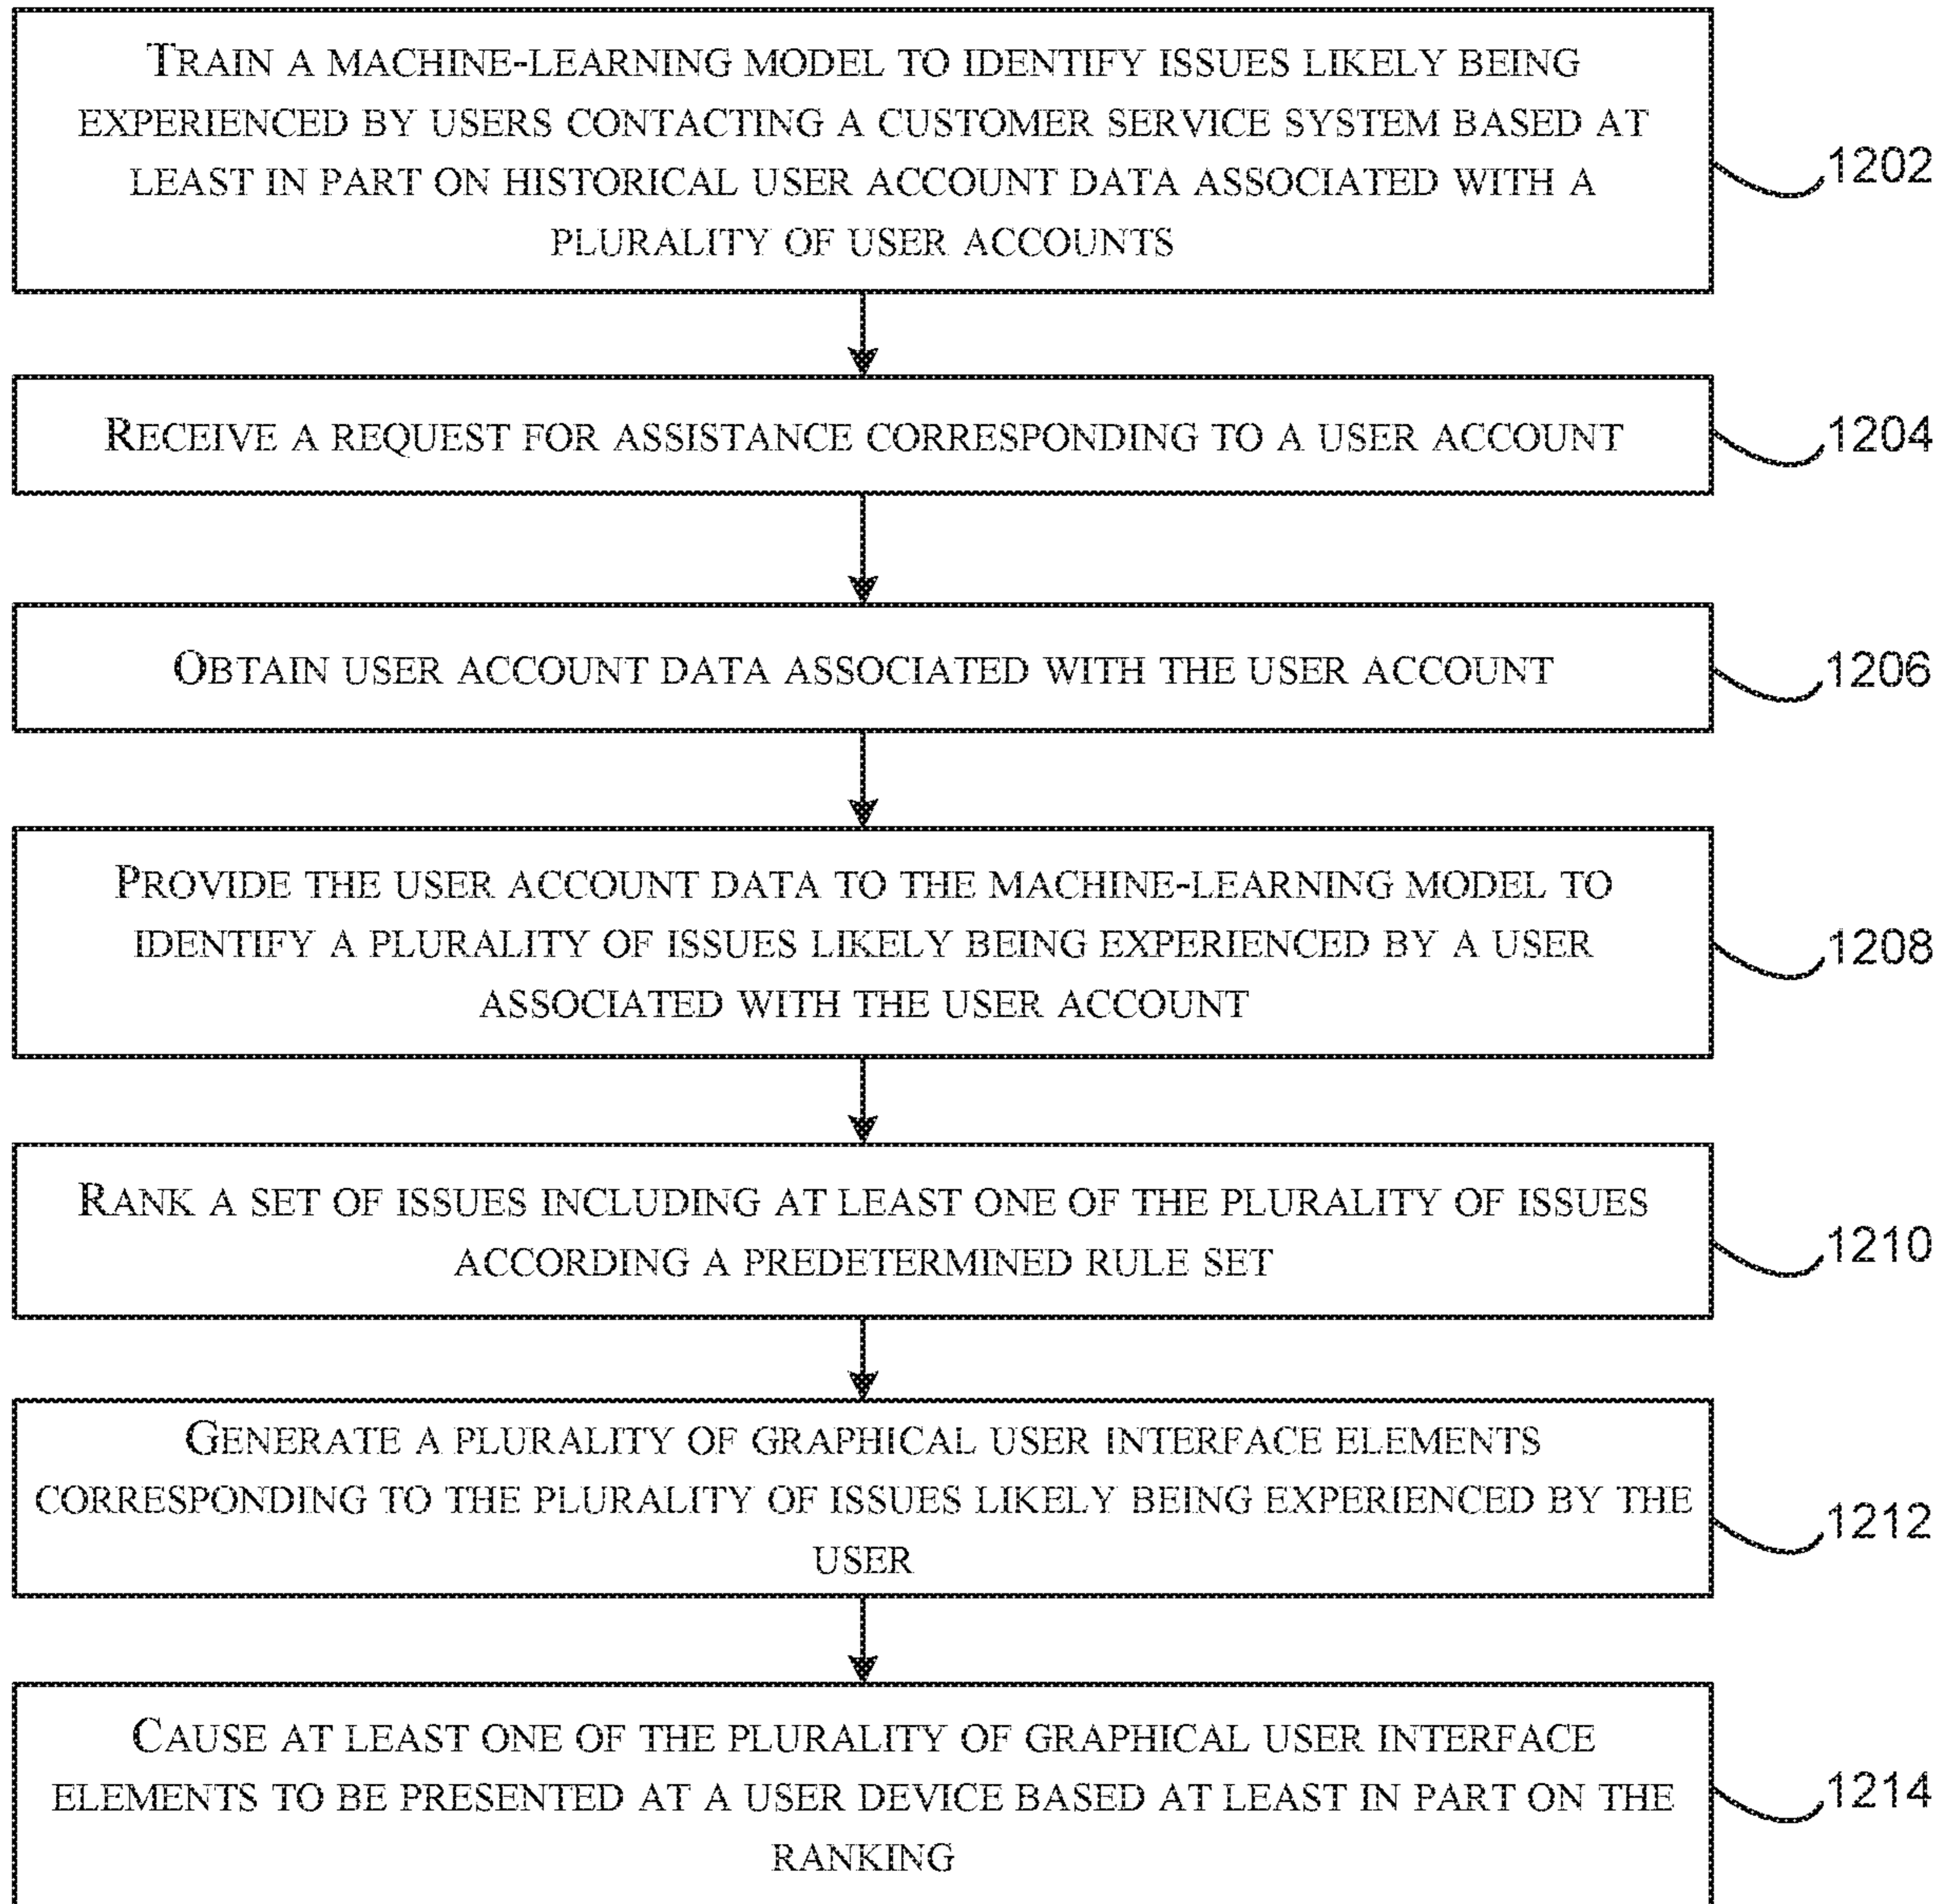 TRAIN A MACHINE-LEARNING MODEL TO IDENTIFY ISSUES LIKELY BEING
EXPERIENCED BY USERS CONTACTING A CUSTOMER SERVICE SYSTEM BASED AT
LEAST IN PART ON HISTORICAL USER ACCOUNT DATA ASSOCIATED WITH A
PLURALITY OF USER ACCOUNTS
1202
RECEIVE A REQUEST FOR ASSISTANCE CORRESPONDING TO A USER ACCOUNT
1204
OBTAIN USER ACCOUNT DATA ASSOCIATED WITH THE USER ACCOUNT
1206
PROVIDE THE USER ACCOUNT DATA TO THE MACHINE-LEARNING MODEL TO
IDENTIFY A PLURALITY OF ISSUES LIKELY BEING EXPERIENCED BY A USER
ASSOCIATED WITH THE USER ACCOUNT
1208
RANK A SET OF ISSUES INCLUDING AT LEAST ONE OF THE PLURALITY OF ISSUES
ACCORDING A PREDETERMINED RULE SET
1210
GENERATE A PLURALITY OF GRAPHICAL USER INTERFACE ELEMENTS
CORRESPONDING TO THE PLURALITY OF ISSUES LIKELY BEING EXPERIENCED BY THE
USER
1212
CAUSE AT LEAST ONE OF THE PLURALITY OF GRAPHICAL USER INTERFACE
ELEMENTS TO BE PRESENTED AT A USER DEVICE BASED AT LEAST IN PART ON THE
RANKING
1214